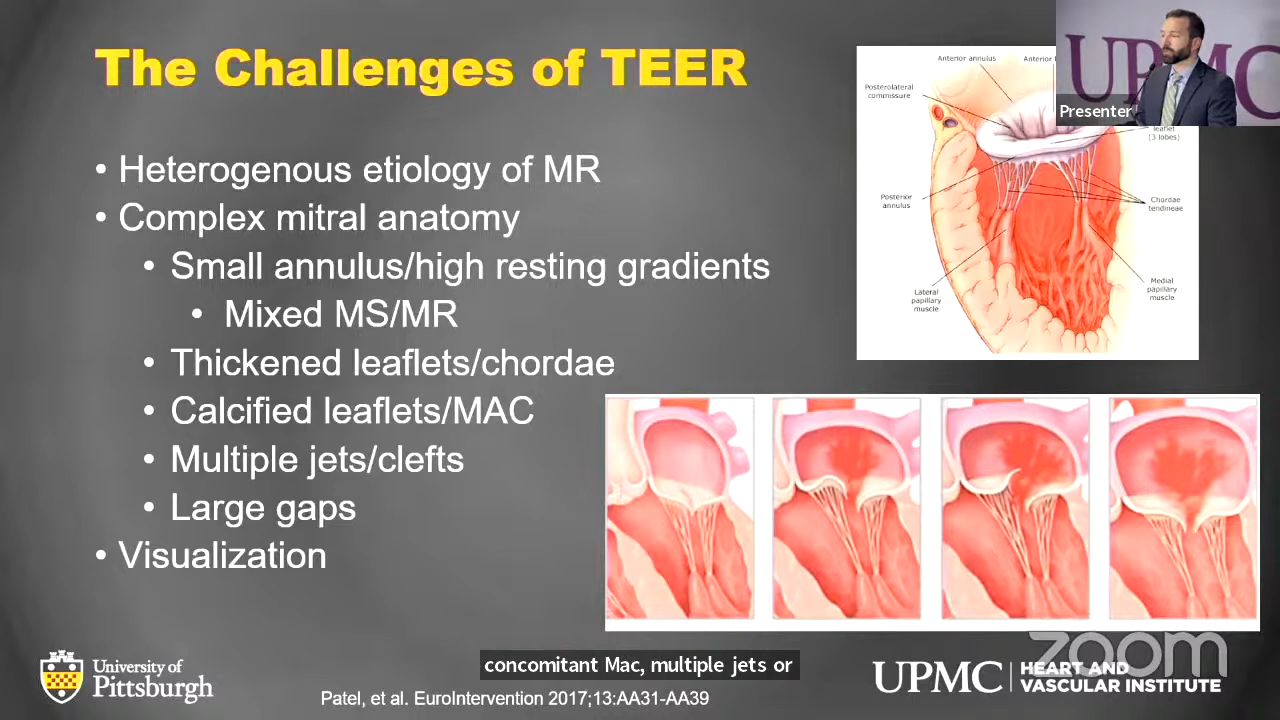 The Challenges of TEER
• Heterogenous etiology of MR
• Complex mitral anatomy
• Small annulus/high resting gradients
• Mixed MS/MR
• Thickened leaflets/chordae
• Calcified leaflets/MAC
• Multiple jets/clefts
• Large gaps
• Visualization
Anterior annulus
Anterior
Posterolateral
commissure
leaflet
(3 lobes)
Posterior
annulus
Chordae
tendineae
Lateral
papillary
muscle
Medial
papillary
muscle
UPMC
Presenter
concomitant Mac, multiple jets or
University of
Pittsburgh
Patel, et al. EuroIntervention 2017;13:AA31-AA39
UPMC
HEART AND
VASCULAR INSTITUTE
zoom